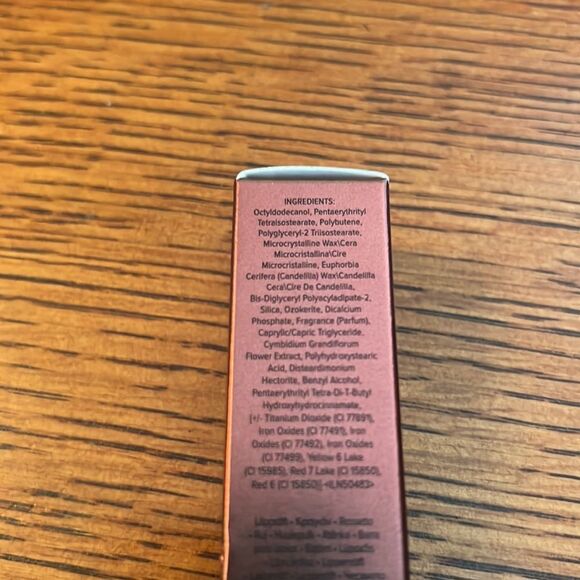 INGREDIENTS:
Octyldodecanol, Pentaerythrityl
Tetraisostearate, Polybutene,
Polyglyceryl-2 Triisostearate,
Microcrystalline Wax\Cera
Microcristallina\Cire
Microcristalline, Euphorbia
Cerifera (Candelilla) Wax\Candelilla
Cera\Cire De Candelilla,
Bis-Diglyceryl Polyacyladipate-2,
Silica, Ozokerite, Dicalcium
Phosphate, Fragrance (Parfum),
Caprylic/Capric Triglyceride,
Cymbidium Grandiflorum
Flower Extract, Polyhydroxystearic
Acid, Disteardimonium
Hectorite, Benzyl Alcohol,
Pentaerythrityl Tetra-Di-T-Butyl
Hydroxyhydrocinnamate,
[+/- Titanium Dioxide (CI 77891),
Iron Oxides (CI 77491), Iron
Oxides (CI 77492), Iron Oxides
(CI 77499), Yellow 6 Lake
(CI 15985), Red 7 Lake (CI 15850),
Red 6 (CI 15850)] <ILN50483>